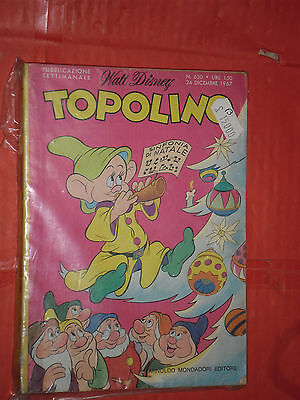 PUBBLICAZIONE
SETTIMANALE
Walt Disney
N. 630 • LIRE 150
24 DICEMBRE 1967
TOPOLINO
SINFONIA
DI NATALE
ARNOLDO MONDADORI EDITORE